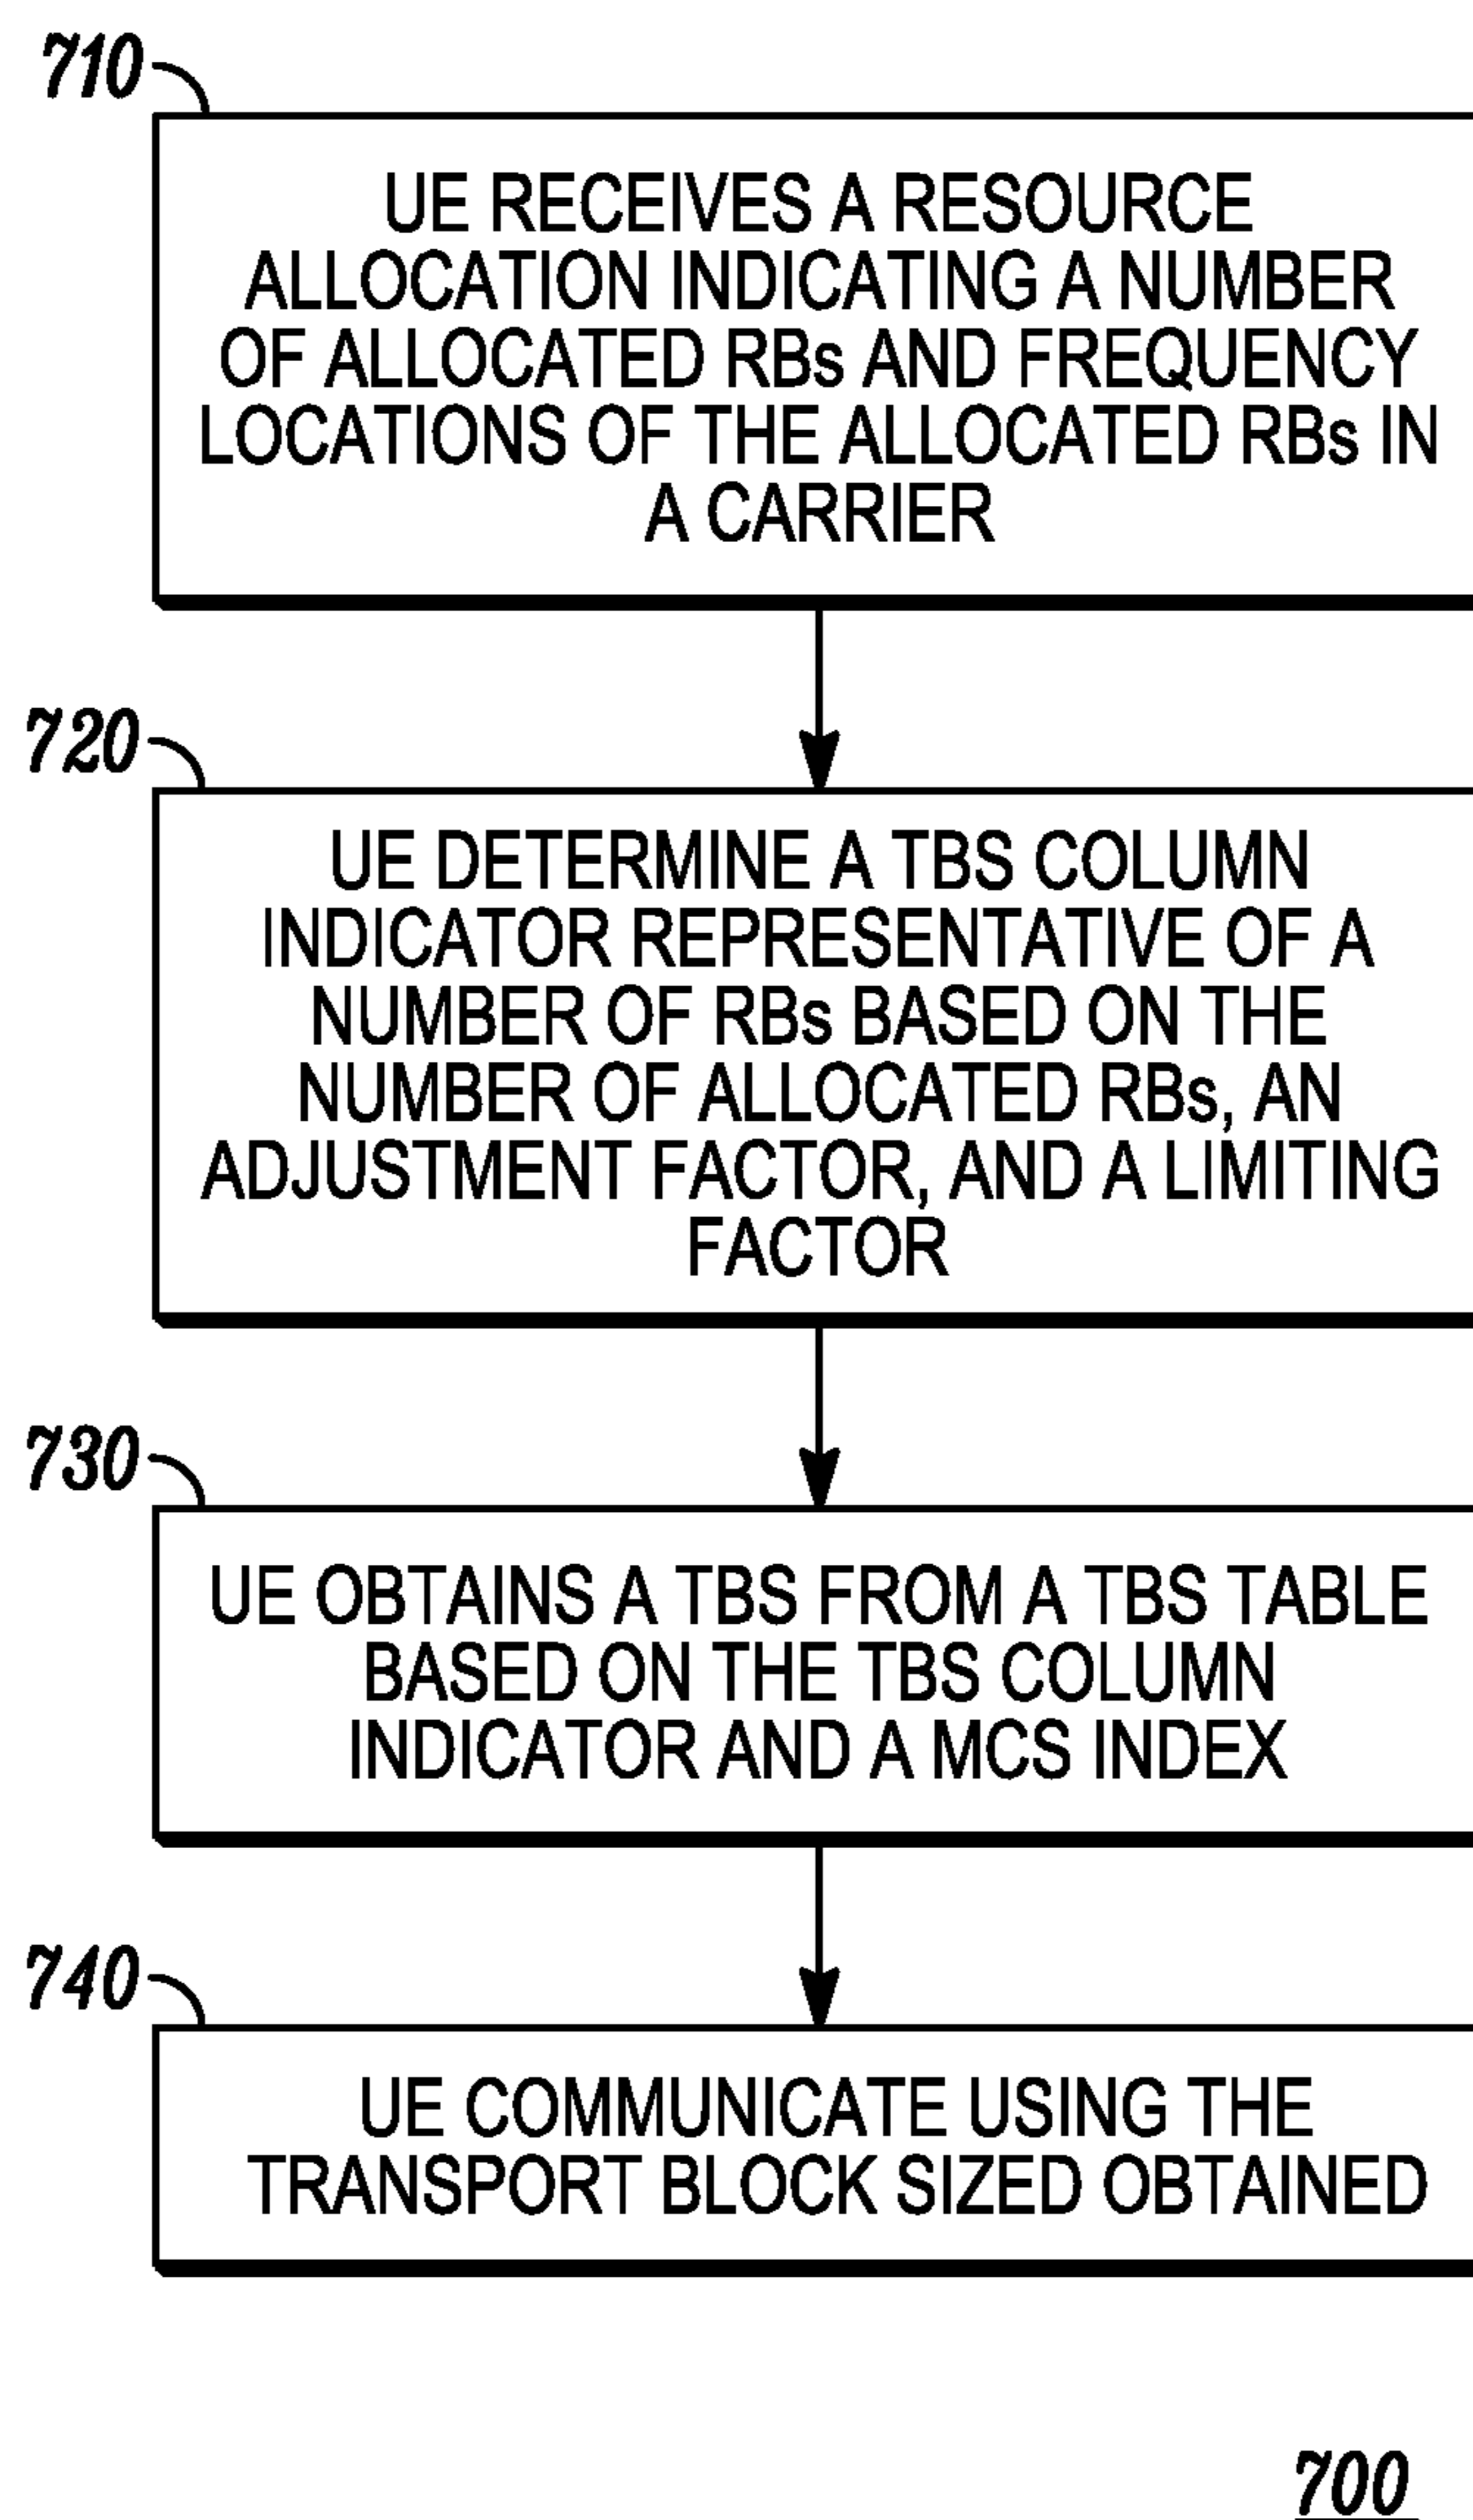 710
UE RECEIVES A RESOURCE
ALLOCATION INDICATING A NUMBER
OF ALLOCATED RBs AND FREQUENCY
LOCATIONS OF THE ALLOCATED RBs IN
A CARRIER
720
UE DETERMINE A TBS COLUMN
INDICATOR REPRESENTATIVE OF A
NUMBER OF RBs BASED ON THE
NUMBER OF ALLOCATED RBs, AN
ADJUSTMENT FACTOR, AND A LIMITING
FACTOR
730
UE OBTAINS A TBS FROM A TBS TABLE
BASED ON THE TBS COLUMN
INDICATOR AND A MCS INDEX
740
UE COMMUNICATE USING THE
TRANSPORT BLOCK SIZED OBTAINED
700